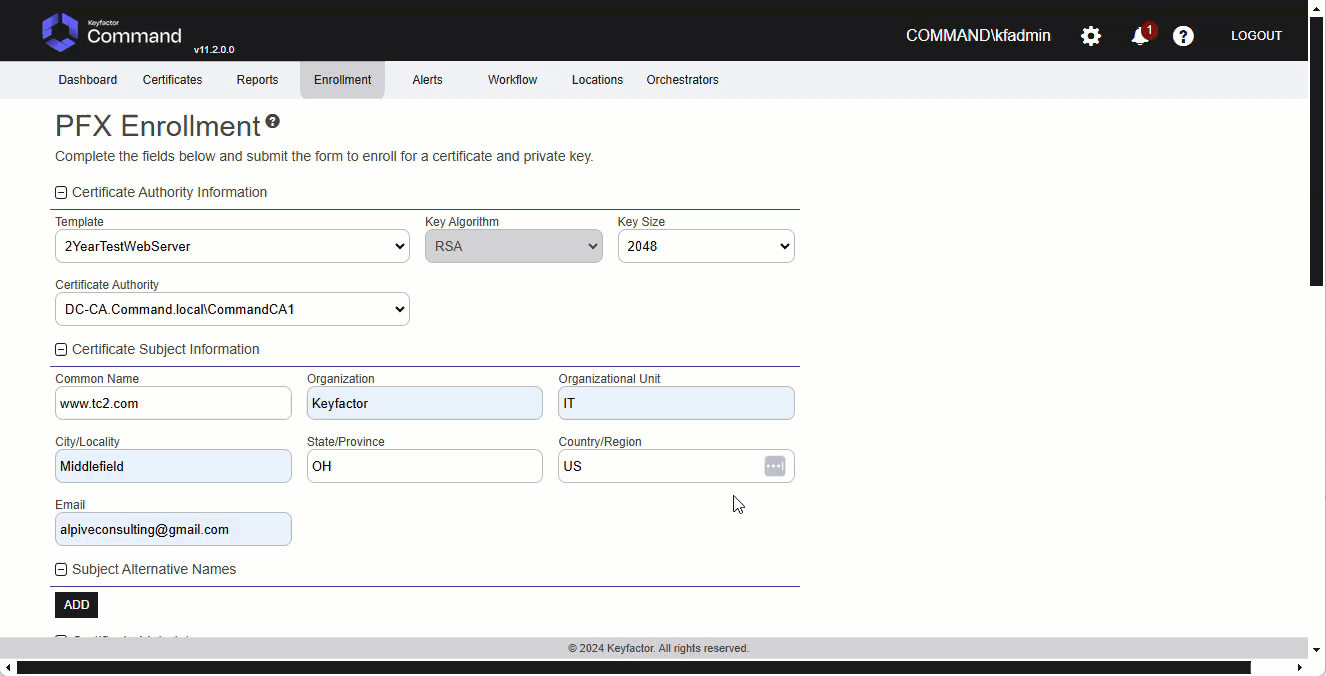 Keyfactor
Command
v11.2.0.0
COMMAND\kfadmin
1
?
LOGOUT
Dashboard Certificates Reports Enrollment Alerts Workflow Locations Orchestrators
PFX Enrollment ?
Complete the fields below and submit the form to enroll for a certificate and private key.
Certificate Authority Information
Template Key Algorithm Key Size
2YearTestWebServer RSA 2048
Certificate Authority
DC-CA.Command.local\CommandCA1
Certificate Subject Information
Common Name Organization Organizational Unit
www.tc2.com Keyfactor IT
City/Locality State/Province Country/Region
Middlefield OH US
Email
alpiveconsulting@gmail.com
Subject Alternative Names
ADD
© 2024 Keyfactor. All rights reserved.